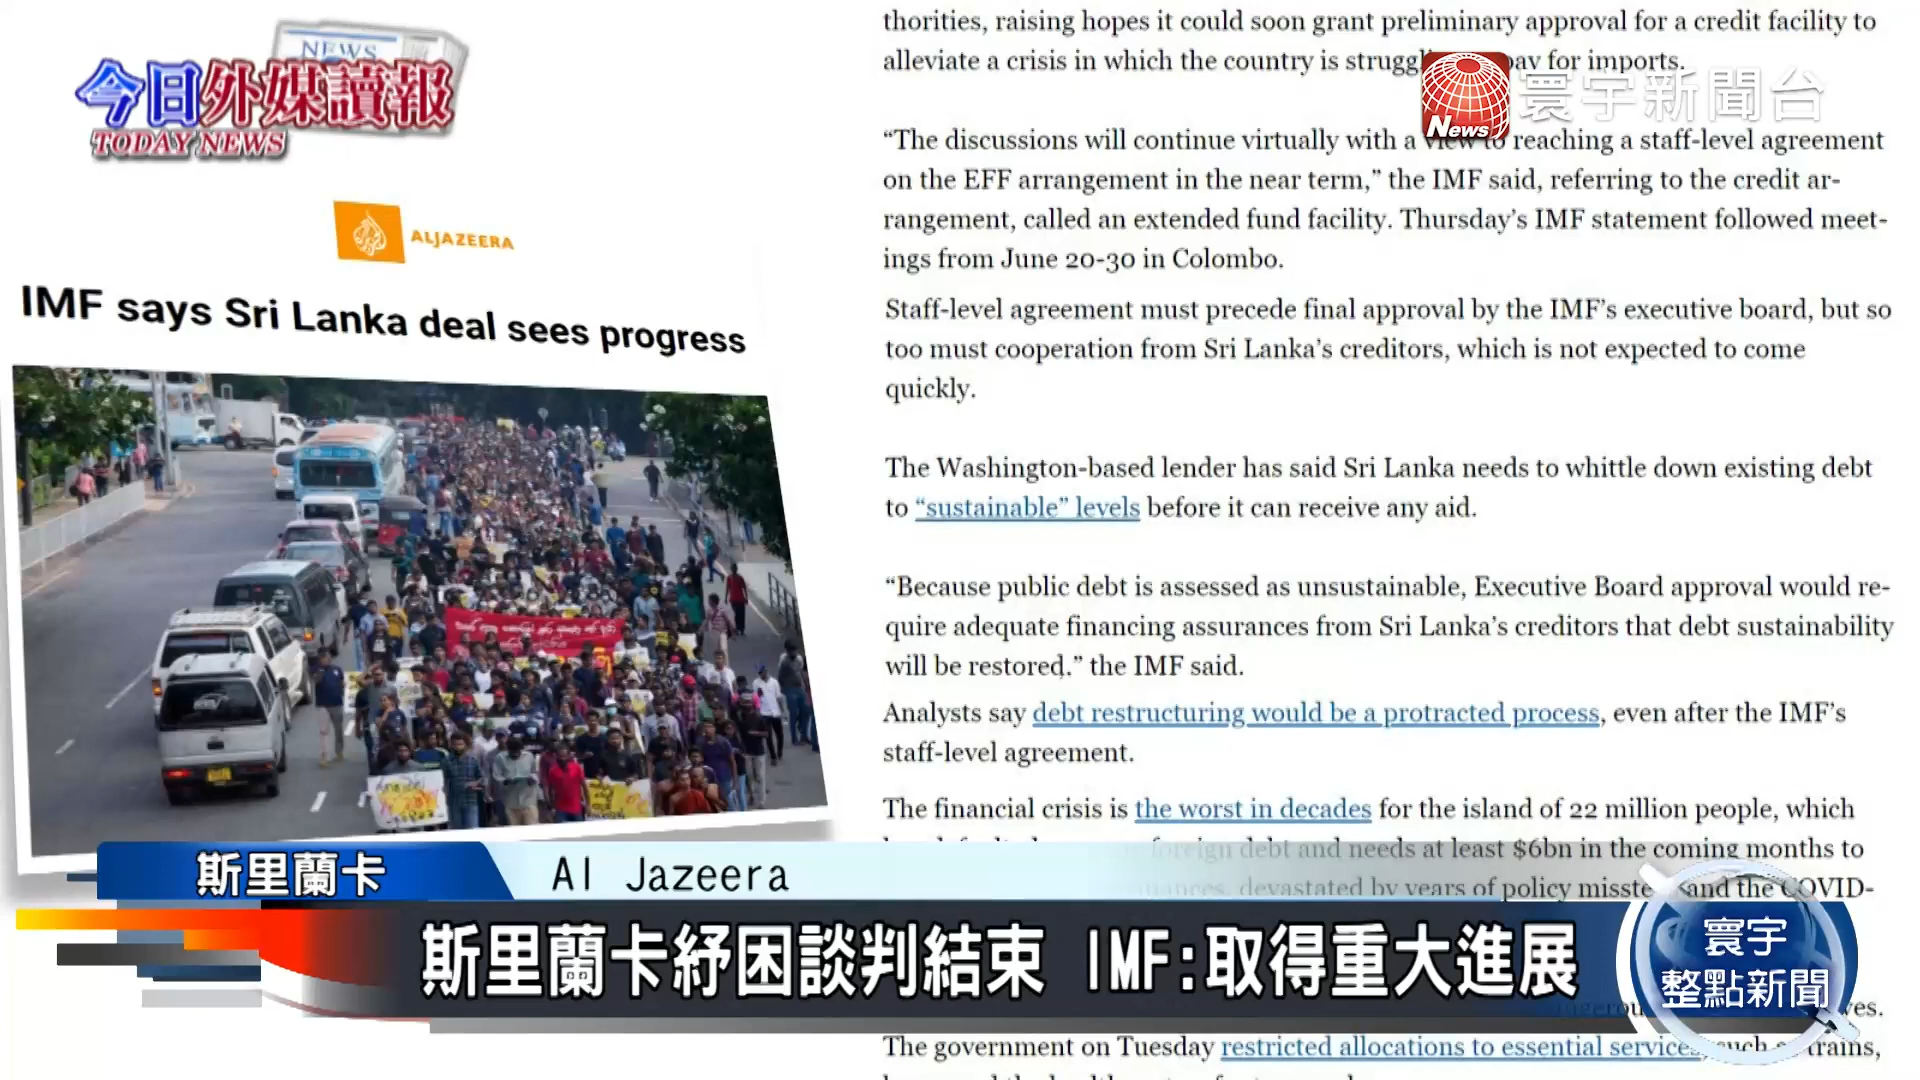 NEWS
今日外媒讀報
TODAY NEWS
ALJAZEERA
IMF says Sri Lanka deal sees progress
thorities, raising hopes it could soon grant preliminary approval for a credit facility to
alleviate a crisis in which the country is pay for imports.
News
寰宇新聞台
“The discussions will continue virtually with a view to reaching a staff-level agreement
on the EFF arrangement in the near term,” the IMF said, referring to the credit ar-
rangement, called an extended fund facility. Thursday’s IMF statement followed meet-
ings from June 20-30 in Colombo.
Staff-level agreement must precede final approval by the IMF’s executive board, but so
too must cooperation from Sri Lanka’s creditors, which is not expected to come
quickly.
The Washington-based lender has said Sri Lanka needs to whittle down existing debt
to “sustainable” levels before it can receive any aid.
“Because public debt is assessed as unsustainable, Executive Board approval would re-
quire adequate financing assurances from Sri Lanka’s creditors that debt sustainability
will be restored,” the IMF said.
Analysts say debt restructuring would be a protracted process, even after the IMF’s
staff-level agreement.
The financial crisis is the worst in decades for the island of 22 million people, which
foreign debt and needs at least $6bn in the coming months to
devastated by years of policy and the COVID-
斯里蘭卡
Al Jazeera
斯里蘭卡紓困談判結束 IMF:取得重大進展
寰宇
整點新聞
The government on Tuesday restricted allocations to essential services, such as trains,